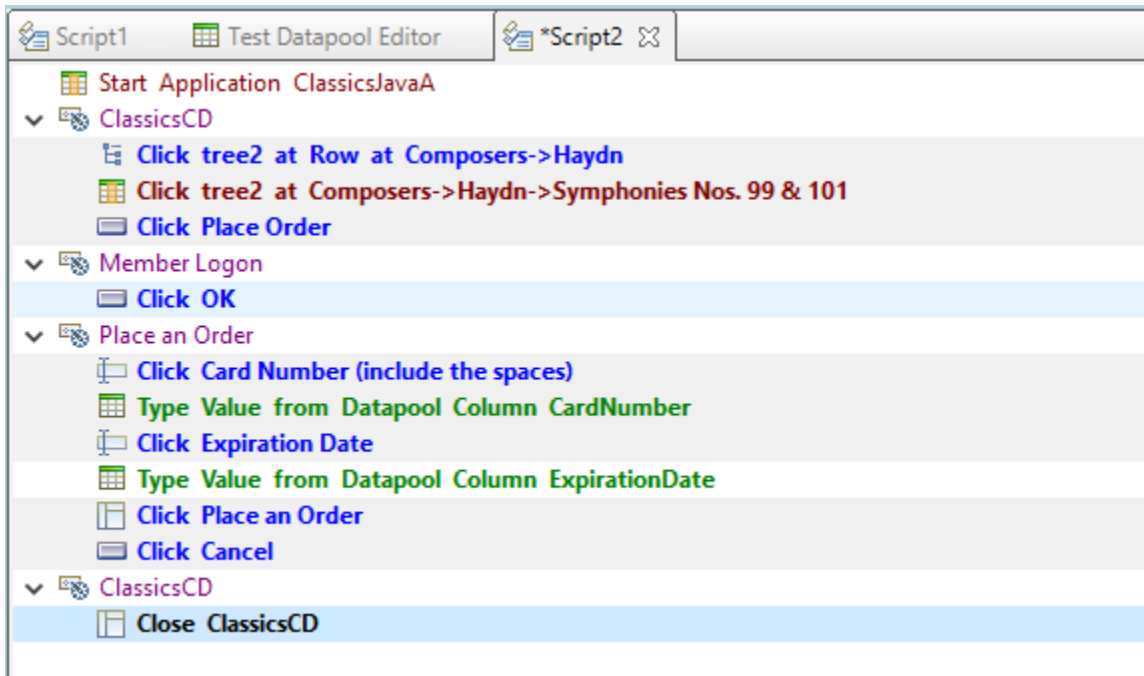 Script1 Test Datapool Editor *Script2
Start Application ClassicsJavaA
ClassicsCD
Click tree2 at Row at Composers->Haydn
Click tree2 at Composers->Haydn->Symphonies Nos. 99 & 101
Click Place Order
Member Logon
Click OK
Place an Order
Click Card Number (include the spaces)
Type Value from Datapool Column CardNumber
Click Expiration Date
Type Value from Datapool Column ExpirationDate
Click Place an Order
Click Cancel
ClassicsCD
Close ClassicsCD